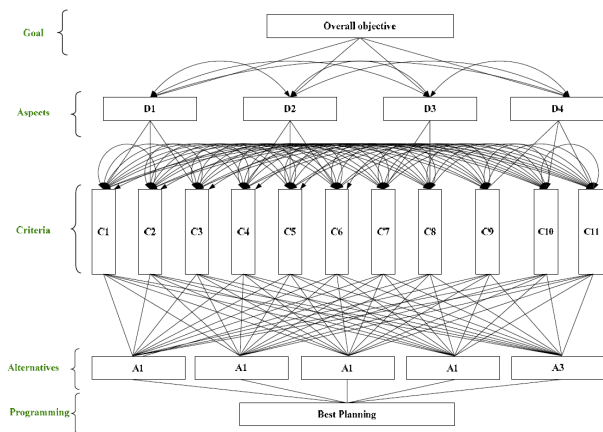 Goal
Overall objective
Aspects
D1
D2
D3
D4
Criteria
C1
C2
C3
C4
C5
C6
C7
C8
C9
C10
C11
Alternatives
A1
A1
A1
A1
A3
Programming
Best Planning